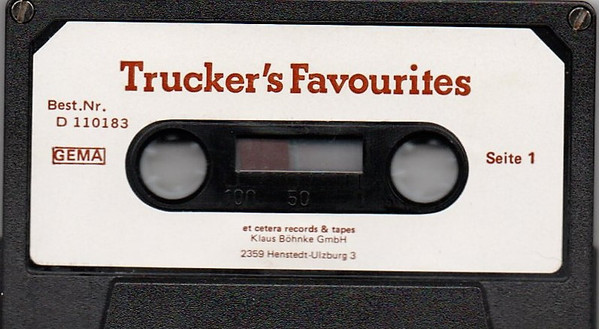 Trucker's Favourites
Best.Nr.
D 110183
GEMA
Seite 1
100 50
et cetera records & tapes
Klaus Böhnke GmbH
2359 Henstedt-Ulzburg 3